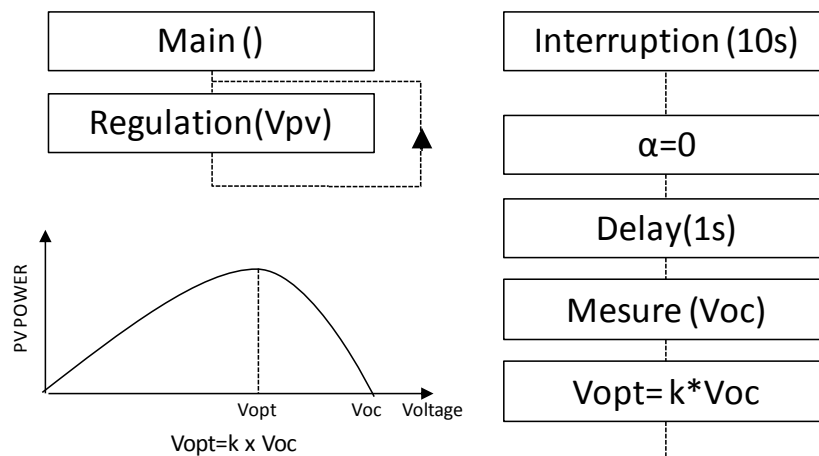 Main ()
Regulation(Vpv)
PV POWER
Vopt
Voc
Voltage
Vopt=k x Voc
Interruption (10s)
α=0
Delay(1s)
Mesure (Voc)
Vopt= k*Voc